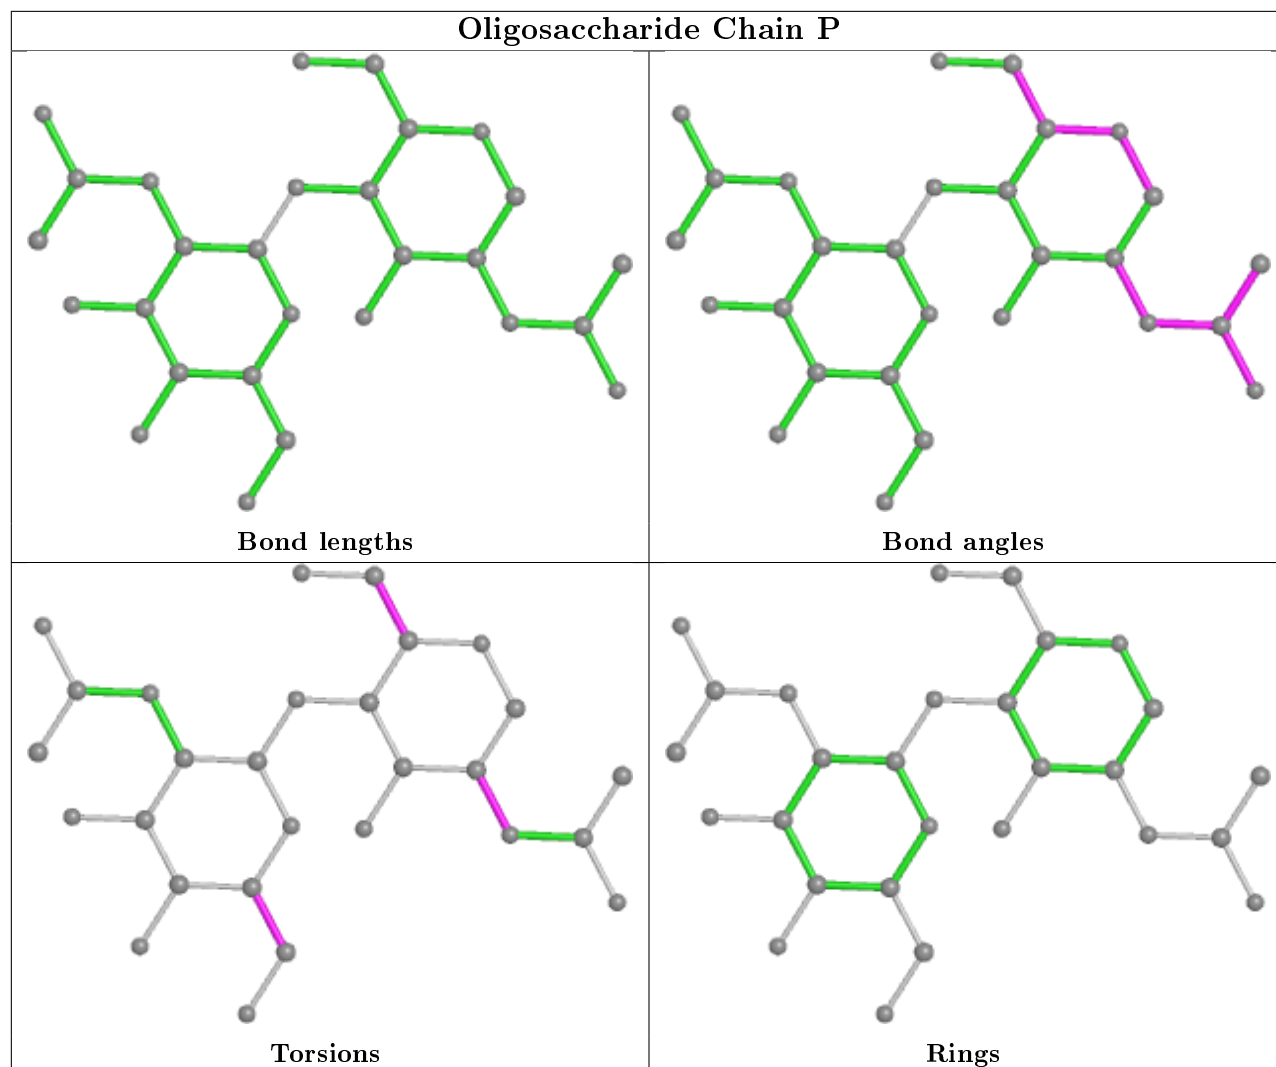 Oligosaccharide Chain P
Bond lengths
Bond angles
Torsions
Rings